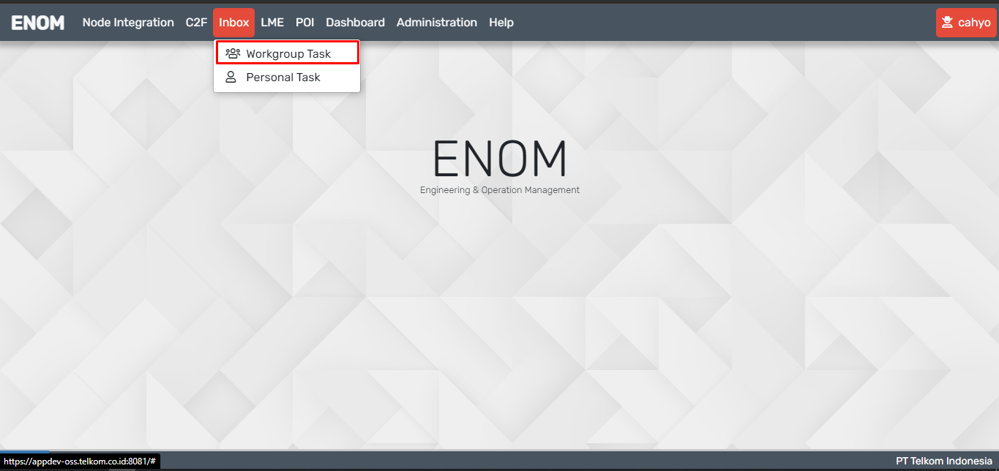 ENOM Node Integration C2F Inbox LME POI Dashboard Administration Help cahyo
Workgroup Task
Personal Task
ENOM
Engineering & Operation Management
https://appdev-oss.telkom.co.id:8081/#
PT Telkom Indonesia